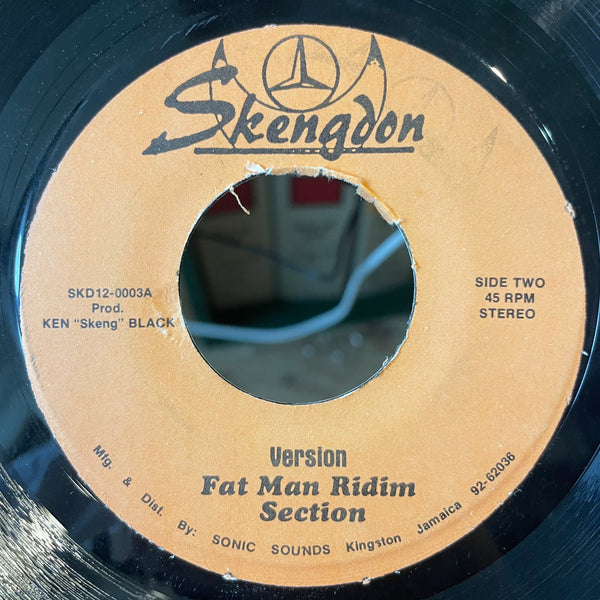 Skengdon
SKD12-0003A
Prod.
KEN "Skeng" BLACK
SIDE TWO
45 RPM
STEREO
Version
Fat Man Ridim
Section
Mfg. & Dist. By: SONIC SOUNDS Kingston Jamaica 92-62036